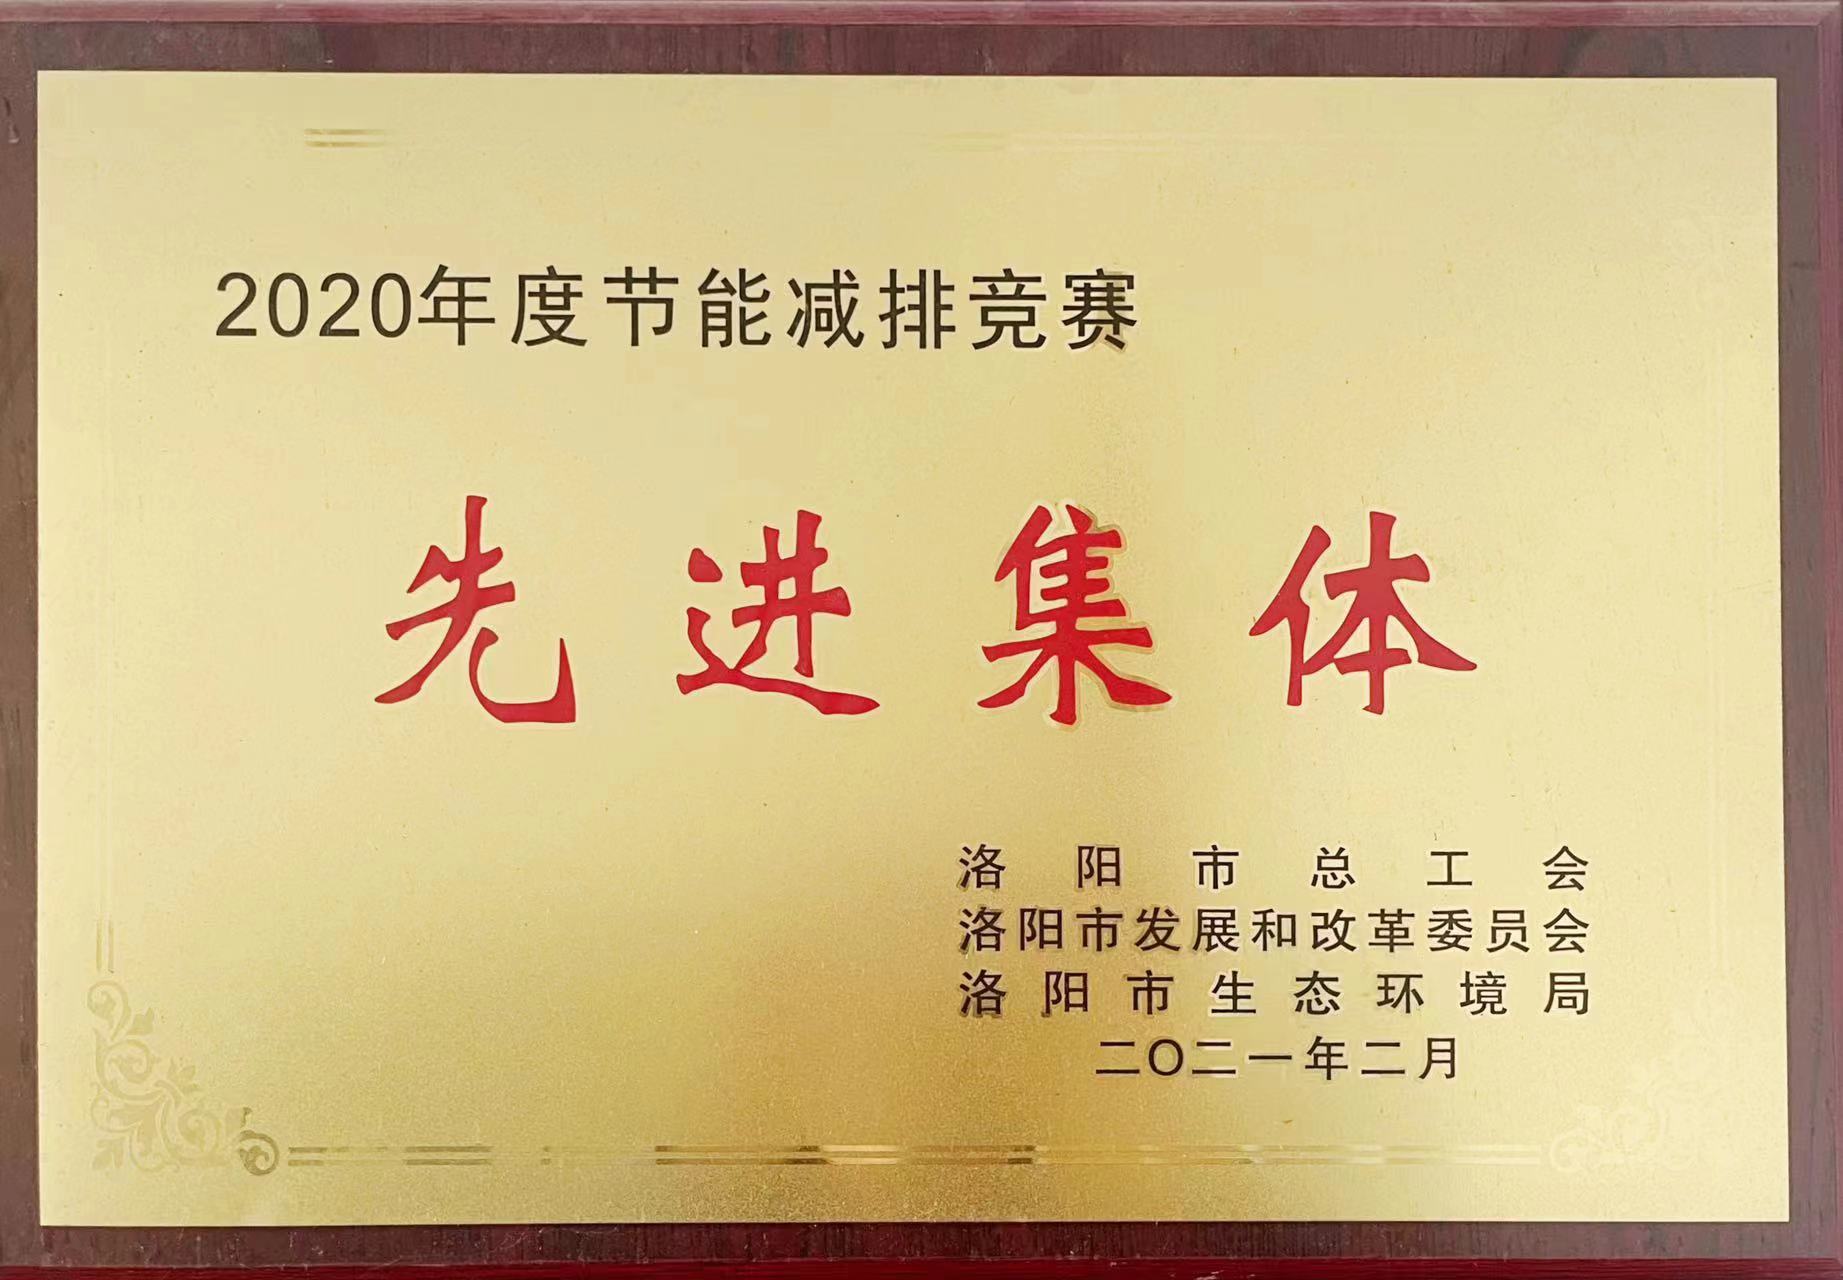 2020年度节能减排竞赛
先进集体
洛阳市总工会
洛阳市发展和改革委员会
洛阳市生态环境局
二〇二一年二月